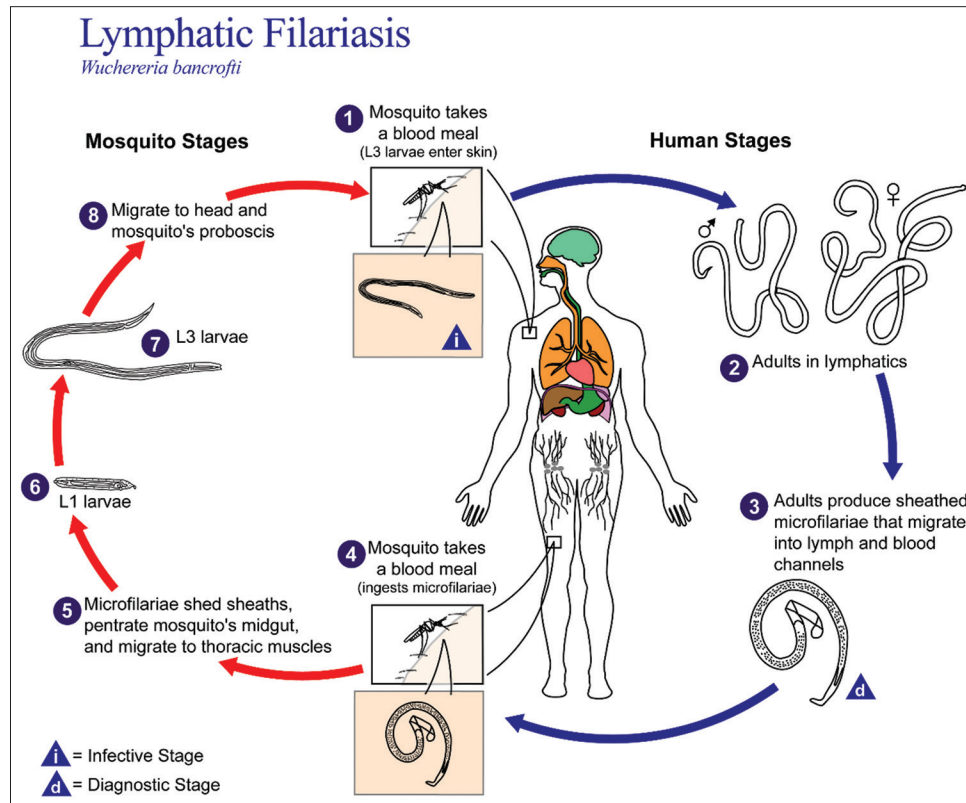 Lymphatic Filariasis
Wuchereria bancrofti
Mosquito Stages
Human Stages
1 Mosquito takes
a blood meal
(L3 larvae enter skin)
i
♂
♀
2 Adults in lymphatics
3 Adults produce sheathed
microfilariae that migrate
into lymph and blood
channels
d
4 Mosquito takes
a blood meal
(ingests microfilariae)
5 Microfilariae shed sheaths,
pentrate mosquito's midgut,
and migrate to thoracic muscles
6
L1 larvae
7 L3 larvae
8 Migrate to head and
mosquito's proboscis
i = Infective Stage
d = Diagnostic Stage